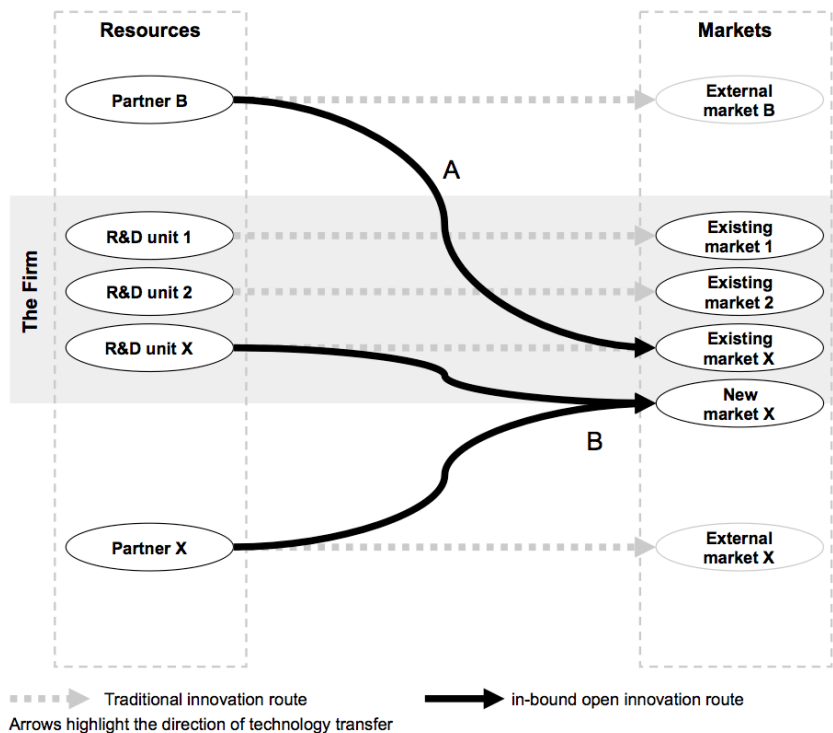 Resources
Markets
Partner B
External
market B
A
The Firm
R&D unit 1
Existing
market 1
R&D unit 2
Existing
market 2
R&D unit X
Existing
market X
New
market X
B
Partner X
External
market X
Traditional innovation route
in-bound open innovation route
Arrows highlight the direction of technology transfer